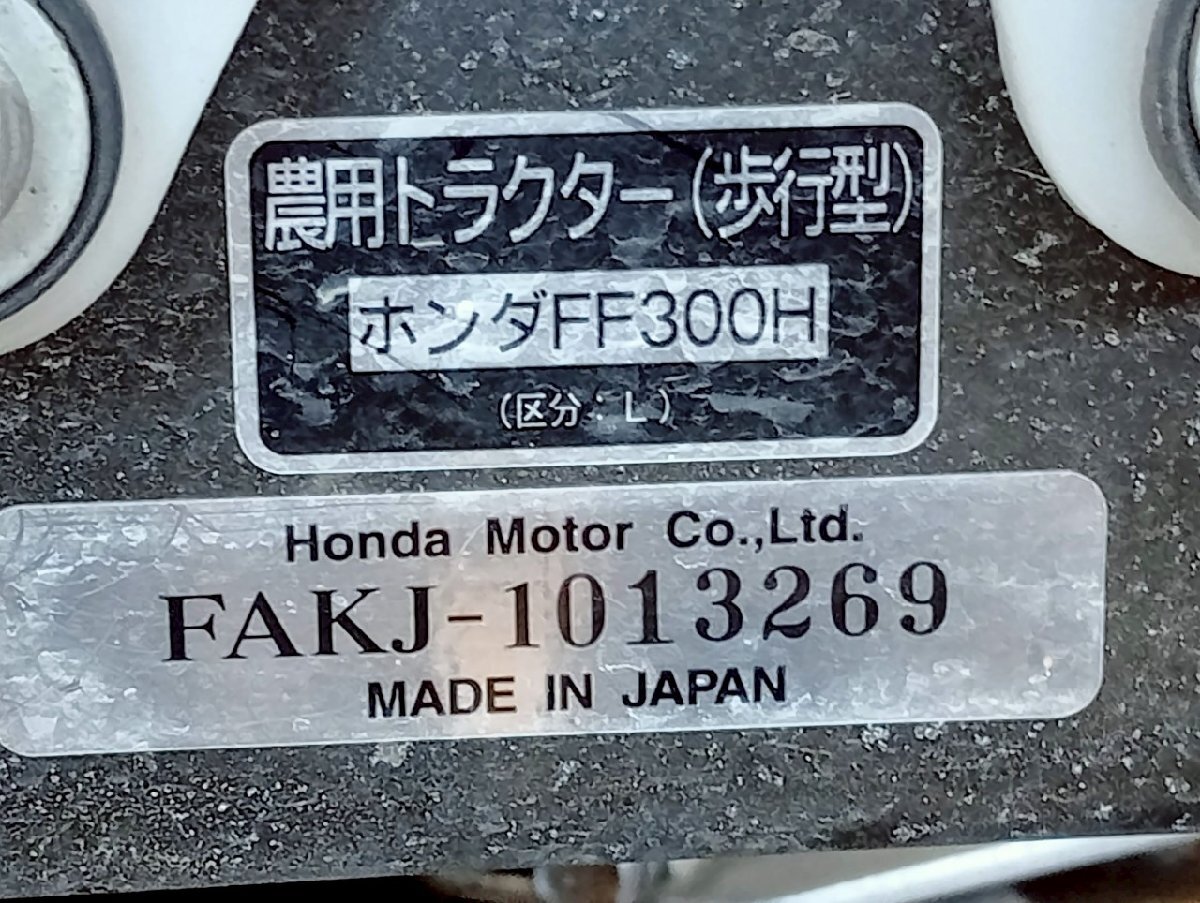 農用トラクター(歩行型)
ホンダFF300H
(区分:L)
Honda Motor Co.,Ltd.
FAKJ-1013269
MADE IN JAPAN